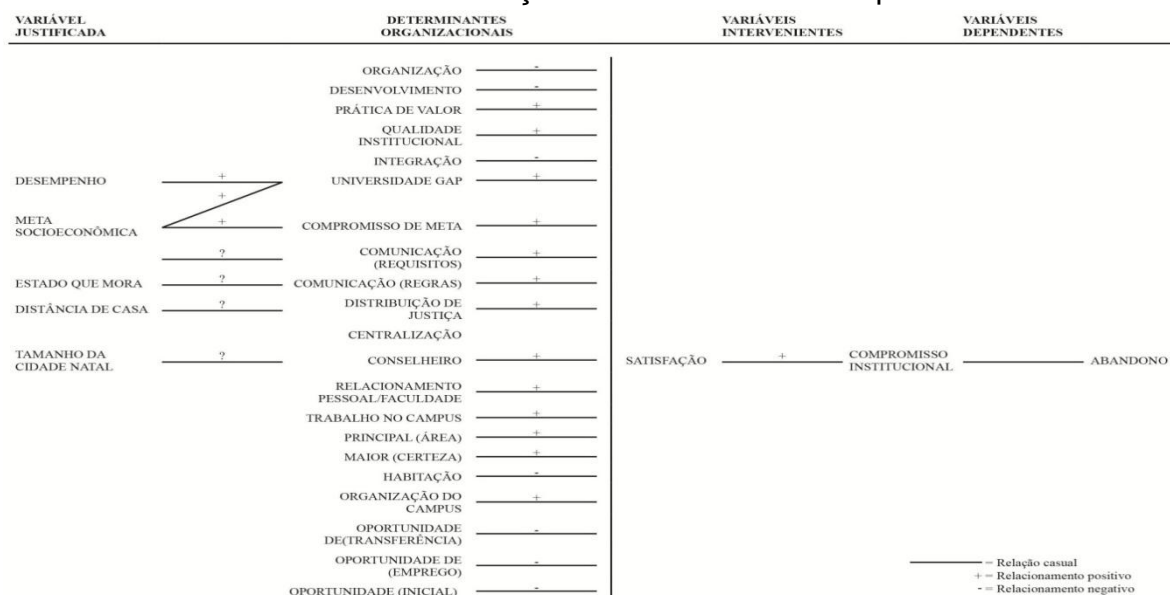 VARIÁVEL
JUSTIFICADA
DETERMINANTES
ORGANIZACIONAIS
VARIÁVEIS
INTERVENIENTES
VARIÁVEIS
DEPENDENTES
ORGANIZAÇÃO -
DESENVOLVIMENTO -
PRÁTICA DE VALOR +
QUALIDADE
INSTITUCIONAL +
INTEGRAÇÃO -
DESEMPENHO + UNIVERSIDADE GAP +
+
META
SOCIOECONÔMICA + COMPROMISSO DE META +
? COMUNICAÇÃO
(REQUISITOS) +
ESTADO QUE MORA ? COMUNICAÇÃO (REGRAS) +
DISTÂNCIA DE CASA ? DISTRIBUIÇÃO DE
JUSTIÇA +
CENTRALIZAÇÃO
TAMANHO DA
CIDADE NATAL ? CONSELHEIRO +
SATISFAÇÃO + COMPROMISSO
INSTITUCIONAL
ABANDONO
RELACIONAMENTO
PESSOAL/FACULDADE +
TRABALHO NO CAMPUS +
PRINCIPAL (ÁREA) +
MAIOR (CERTEZA) +
HABITAÇÃO -
ORGANIZAÇÃO DO
CAMPUS +
OPORTUNIDADE
DE(TRANSFERÊNCIA) -
OPORTUNIDADE DE
(EMPREGO) -
OPORTUNIDADE (INICIAL) -
= Relação casual
+ = Relacionamento positivo
- = Relacionamento negativo